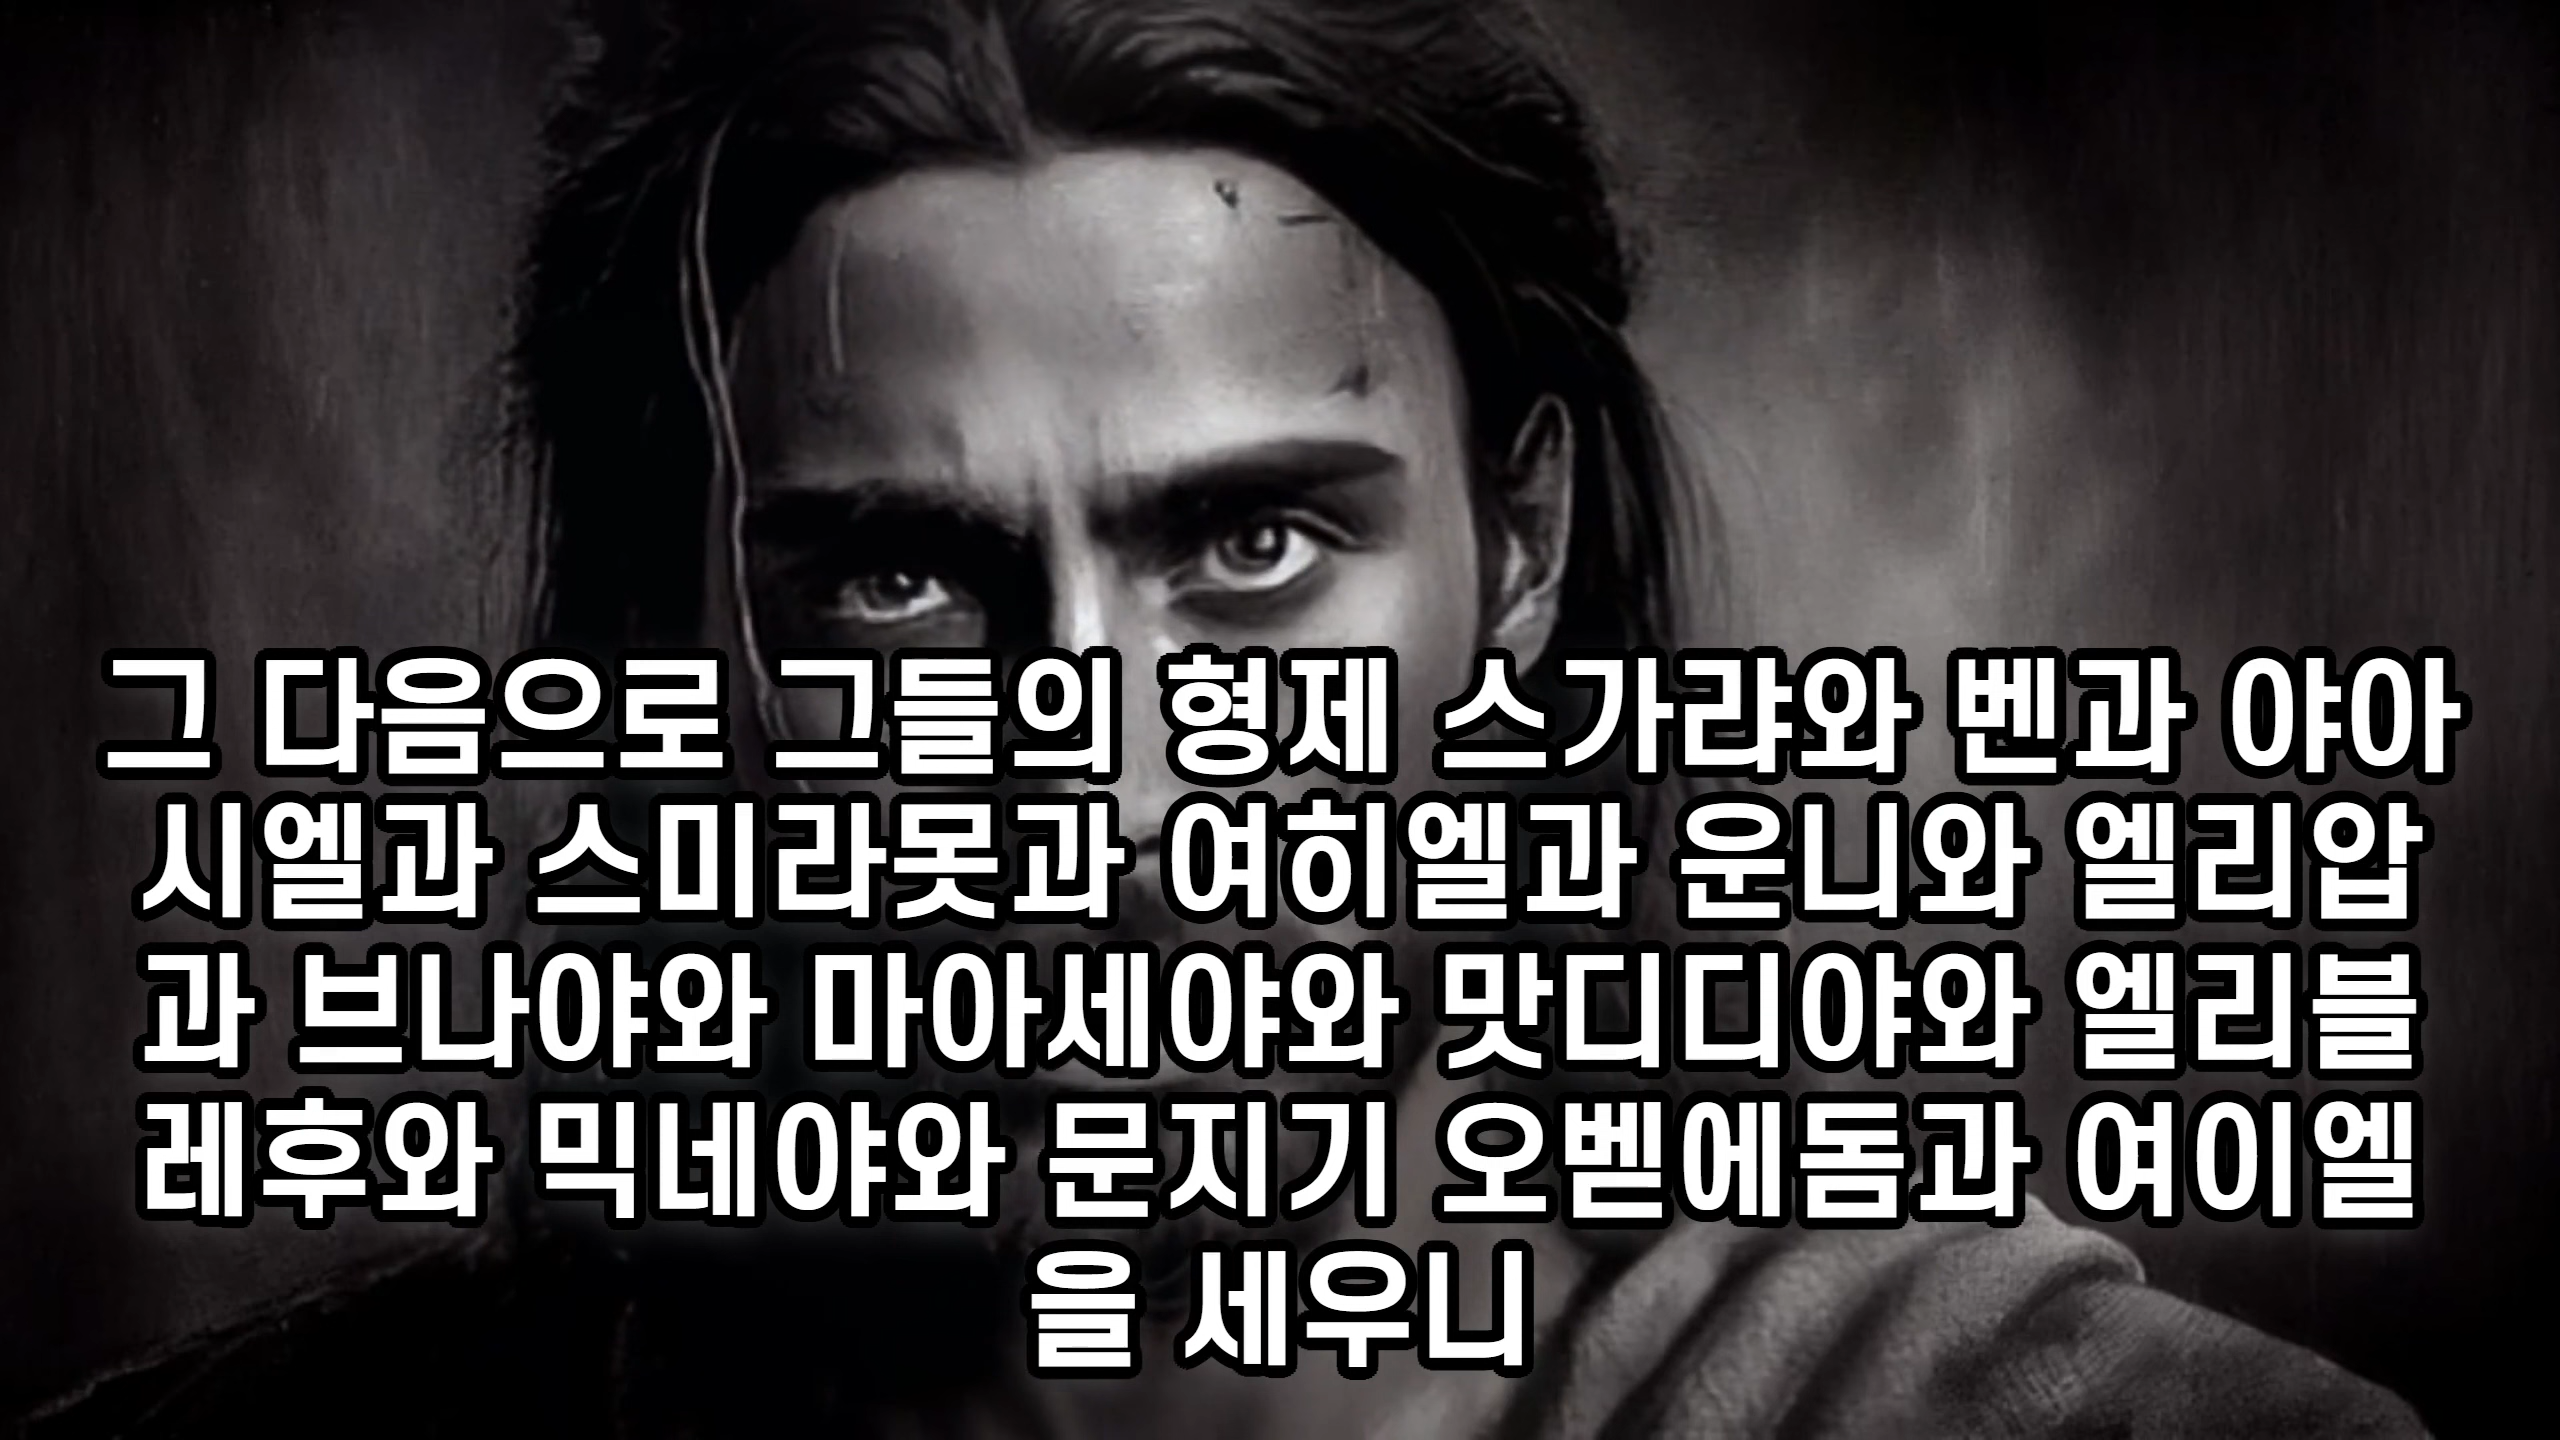 그 다음으로 그들의 형제 스가랴와 벤과 야아
시엘과 스미라못과 여히엘과 운니와 엘리압
과 브나야와 마아세야와 맛디디야와 엘리블
레후와 믹네야와 문지기 오벧에돔과 여이엘
을 세우니